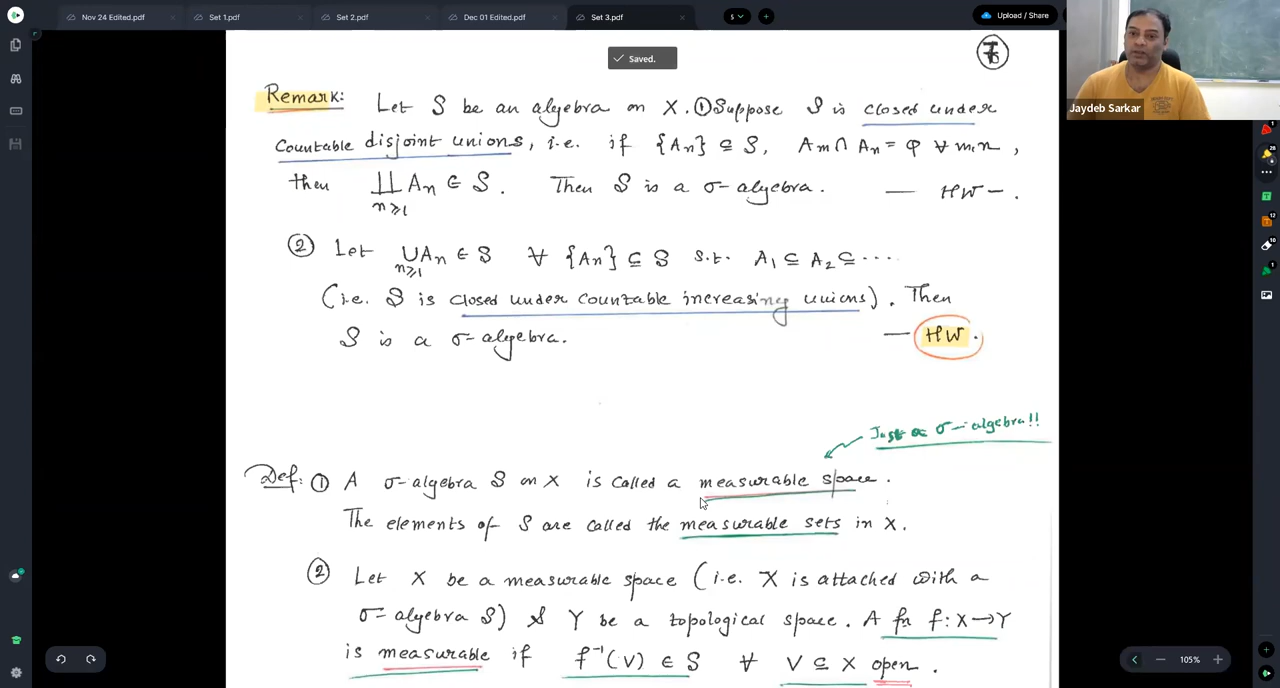 Nov 24 Edited.pdf
Set 1.pdf
Set 2.pdf
Dec 01 Edited.pdf
Set 3.pdf
5
Upload / Share
Saved.
Jaydeb Sarkar
Remark: Let S be an algebra on X. ① Suppose S is closed under
countable disjoint unions, i.e. if {An} ⊆ S, Am ∩ An = φ ∀ m,n,
then ∐ An ∈ S. Then S is a σ-algebra. — HW —.
n≥1
② Let ∪An ∈ S ∀ {An} ⊆ S s.t. A1 ⊆ A2 ⊆ ···
n≥1
(i.e. S is closed under countable increasing unions). Then
S is a σ-algebra. — HW.
Just a σ-algebra!!
Def: ① A σ-algebra S on X is called a measurable space.
The elements of S are called the measurable sets in X.
② Let X be a measurable space (i.e. X is attached with a
σ-algebra S) & Y be a topological space. A fn f: X→Y
is measurable if f⁻¹(V) ∈ S ∀ V ⊆ X open.
105%